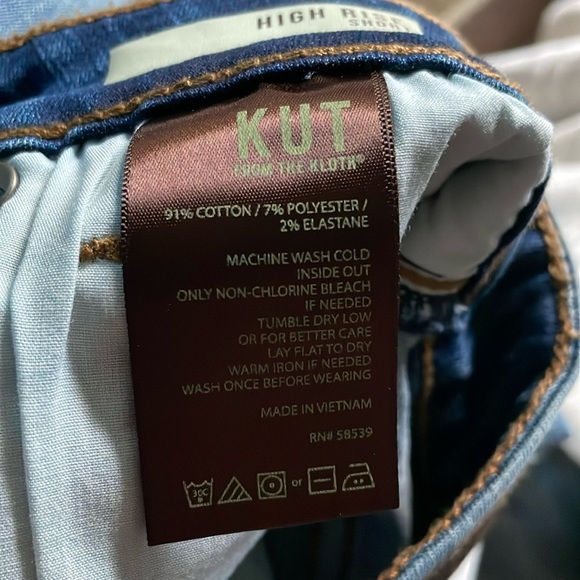 HIGH RISE
KUT
FROM THE KLOTH®
91% COTTON / 7% POLYESTER /
2% ELASTANE
MACHINE WASH COLD
INSIDE OUT
ONLY NON-CHLORINE BLEACH
IF NEEDED
TUMBLE DRY LOW
OR FOR BETTER CARE
LAY FLAT TO DRY
WARM IRON IF NEEDED
WASH ONCE BEFORE WEARING
MADE IN VIETNAM
RN# 58539
30C
or